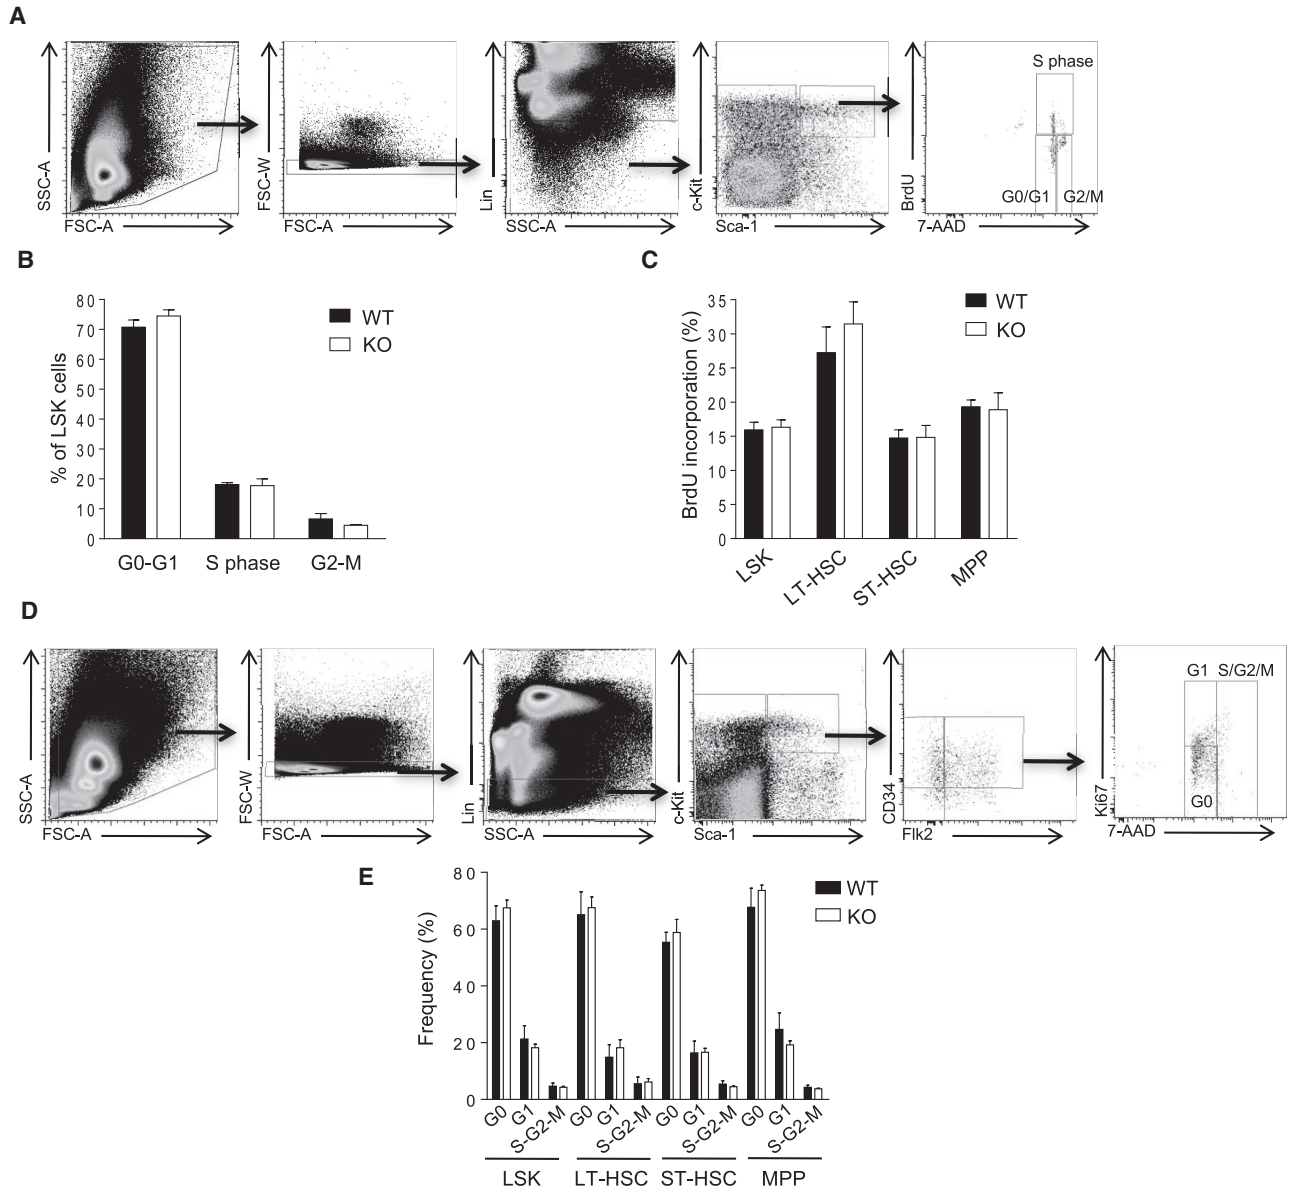 A
SSC-A
FSC-A
FSC-W
FSC-A
Lin
SSC-A
c-Kit
Sca-1
BrdU
7-AAD
S phase
G0/G1
G2/M
B
% of LSK cells
80
70
60
50
40
30
20
10
0
G0-G1
S phase
G2-M
WT
KO
C
BrdU incorporation (%)
35
30
25
20
15
10
5
0
LSK
LT-HSC
ST-HSC
MPP
WT
KO
D
SSC-A
FSC-A
FSC-W
FSC-A
Lin
SSC-A
c-Kit
Sca-1
CD34
Flk2
Ki67
7-AAD
G1
S/G2/M
G0
E
Frequency (%)
80
60
40
20
0
G0
G1
S-G2-M
G0
G1
S-G2-M
G0
G1
S-G2-M
G0
G1
S-G2-M
LSK
LT-HSC
ST-HSC
MPP
WT
KO